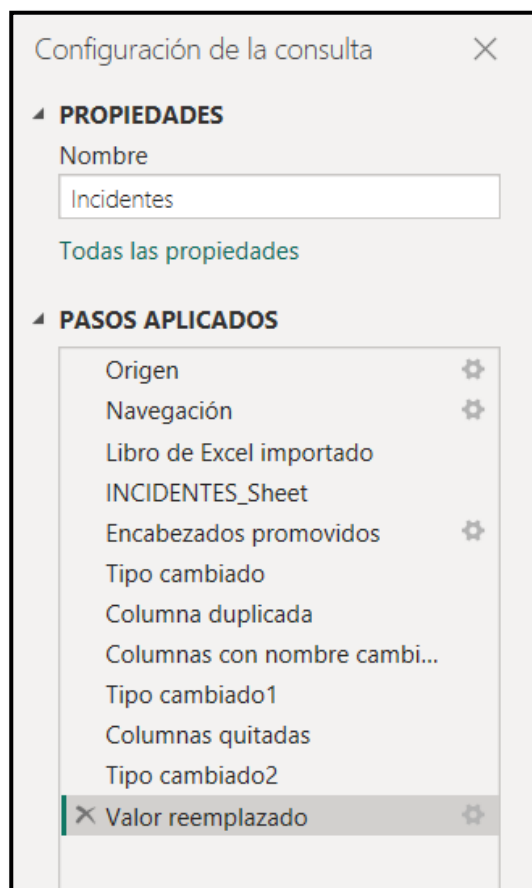 Configuración de la consulta
PROPIEDADES
Nombre
Incidentes
Todas las propiedades
PASOS APLICADOS
Origen
Navegación
Libro de Excel importado
INCIDENTES_Sheet
Encabezados promovidos
Tipo cambiado
Columna duplicada
Columnas con nombre cambi...
Tipo cambiado1
Columnas quitadas
Tipo cambiado2
Valor reemplazado